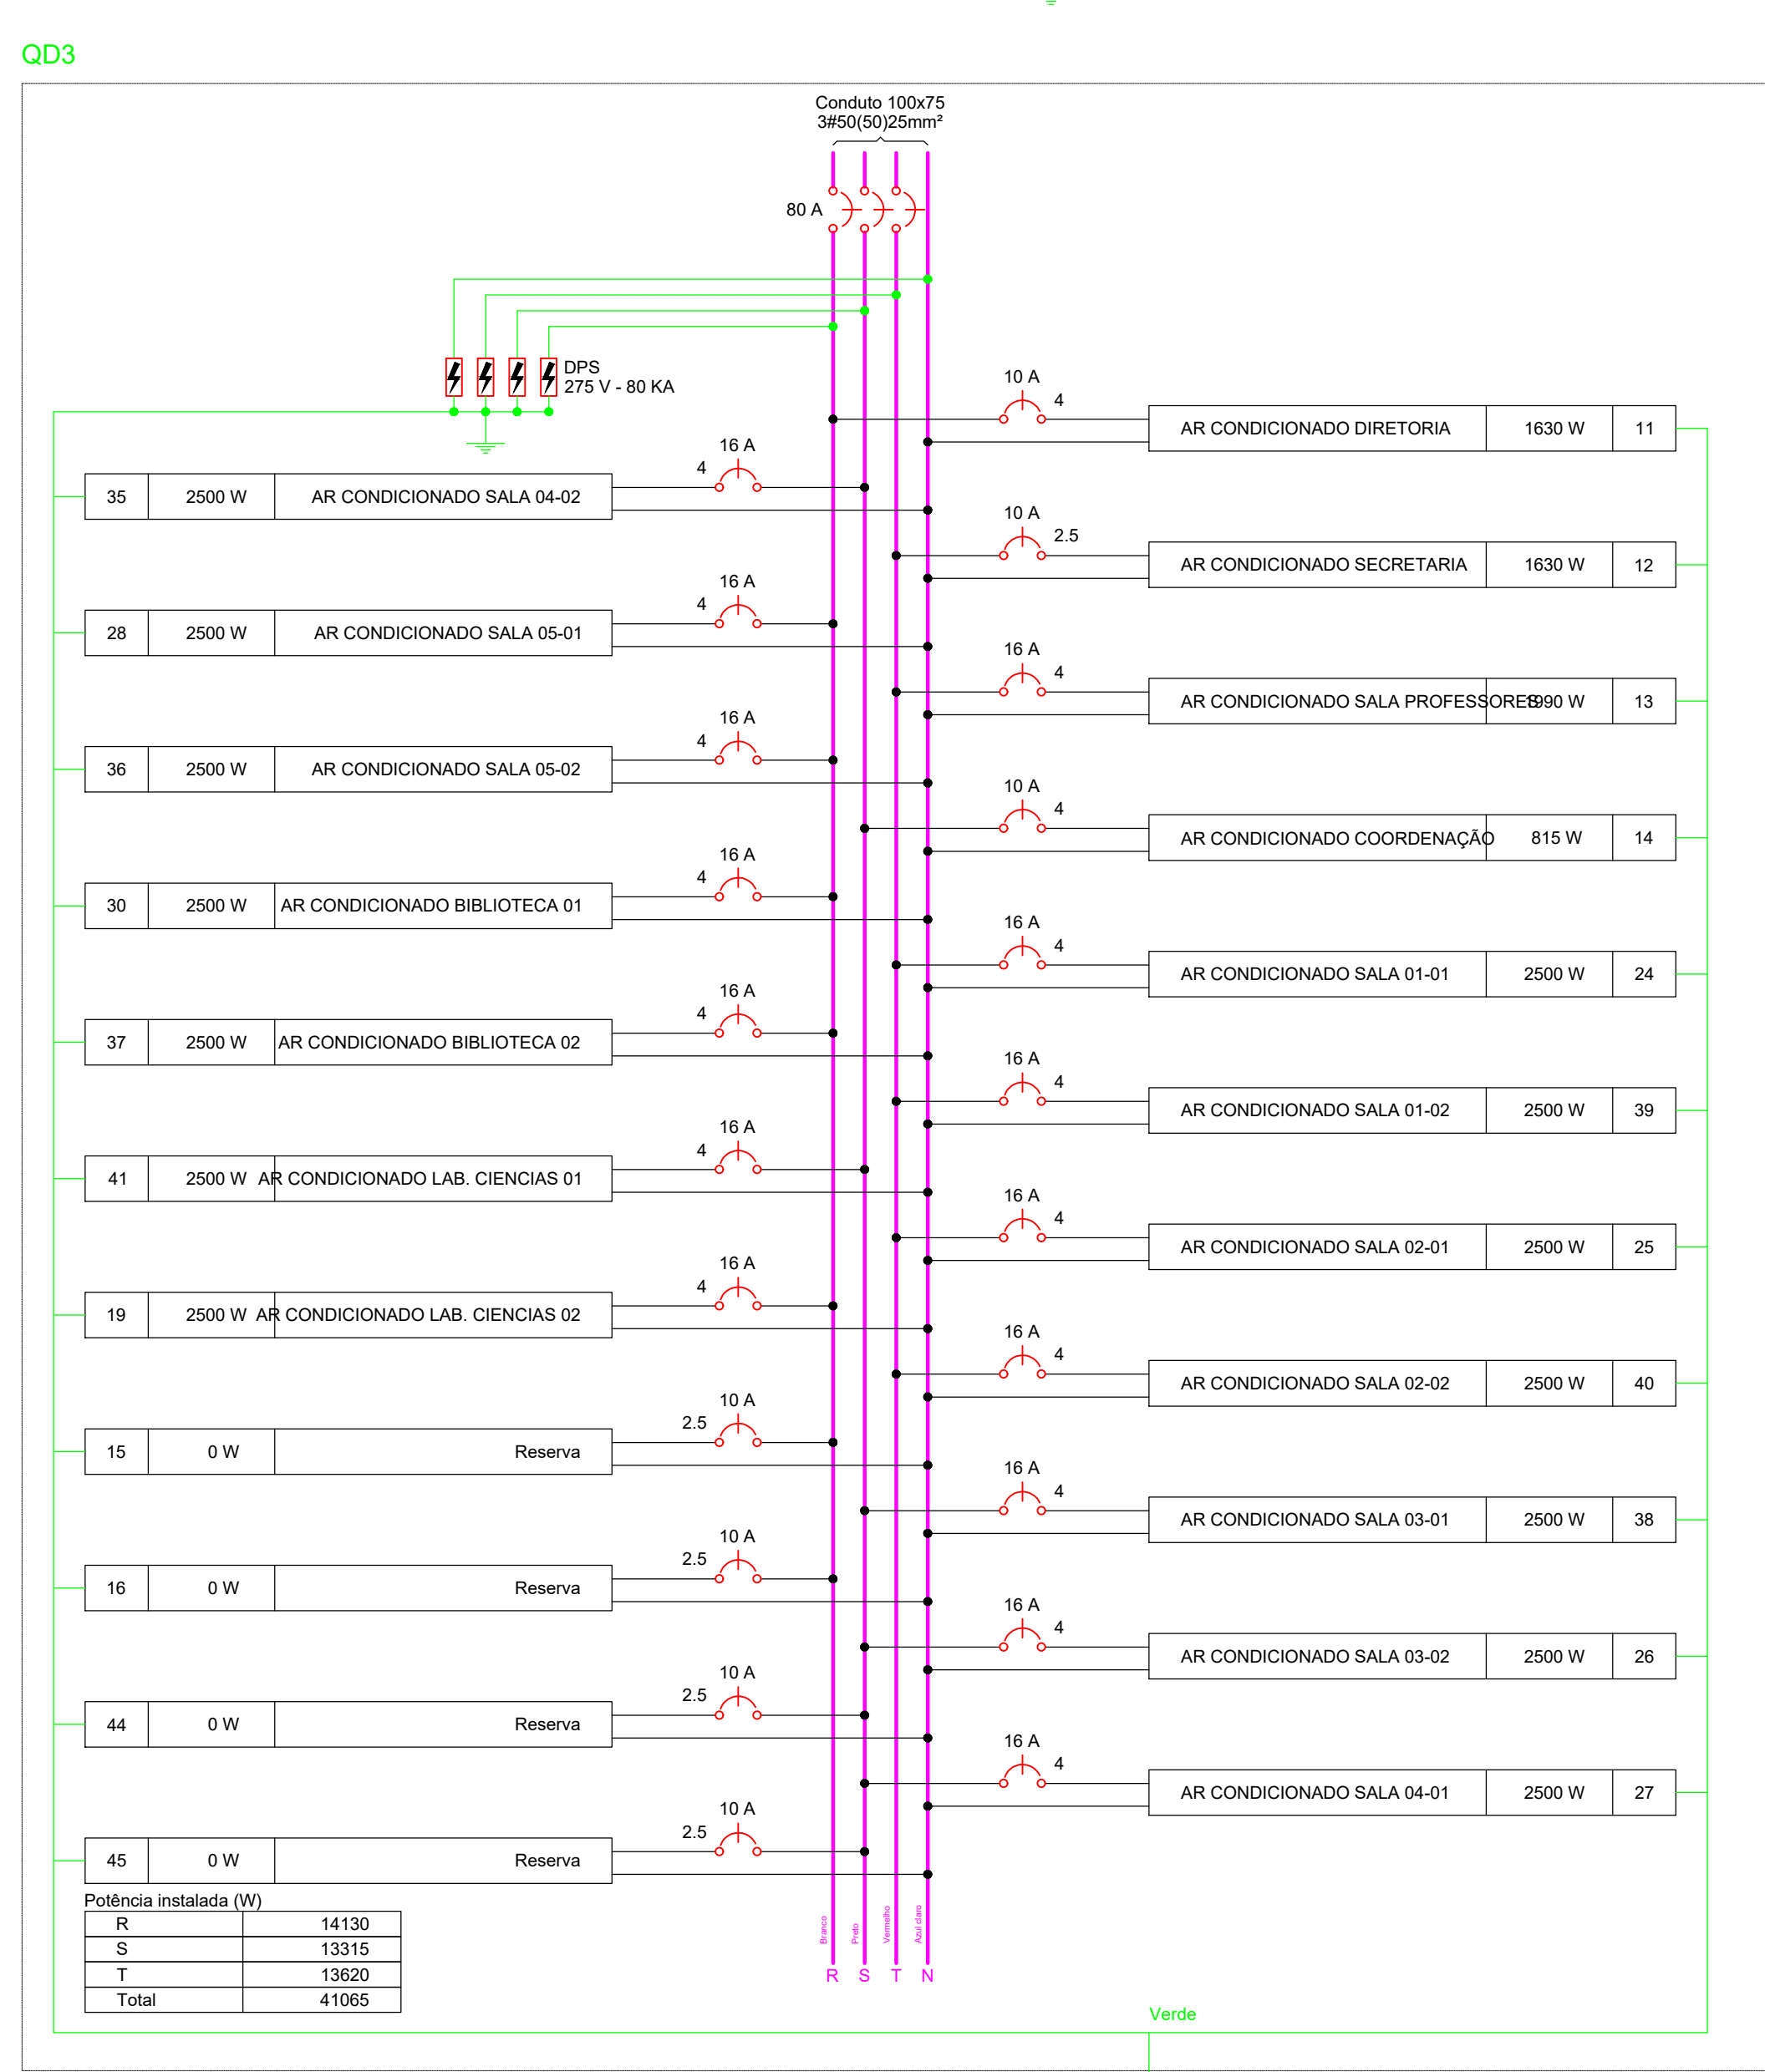 QD3
Conduto 100x75
3#50(50)25mm²
80 A
DPS
275 V - 80 KA
10 A
4
AR CONDICIONADO DIRETORIA 1630 W 11
16 A
4
35 2500 W AR CONDICIONADO SALA 04-02
10 A
2.5
AR CONDICIONADO SECRETARIA 1630 W 12
16 A
4
28 2500 W AR CONDICIONADO SALA 05-01
16 A
4
AR CONDICIONADO SALA PROFESSORES 1990 W 13
16 A
4
36 2500 W AR CONDICIONADO SALA 05-02
10 A
4
AR CONDICIONADO COORDENAÇÃO 815 W 14
16 A
4
30 2500 W AR CONDICIONADO BIBLIOTECA 01
16 A
4
AR CONDICIONADO SALA 01-01 2500 W 24
16 A
4
37 2500 W AR CONDICIONADO BIBLIOTECA 02
16 A
4
AR CONDICIONADO SALA 01-02 2500 W 39
16 A
4
41 2500 W AR CONDICIONADO LAB. CIENCIAS 01
16 A
4
AR CONDICIONADO SALA 02-01 2500 W 25
16 A
4
19 2500 W AR CONDICIONADO LAB. CIENCIAS 02
16 A
4
AR CONDICIONADO SALA 02-02 2500 W 40
10 A
2.5
15 0 W Reserva
16 A
4
AR CONDICIONADO SALA 03-01 2500 W 38
10 A
2.5
16 0 W Reserva
16 A
4
AR CONDICIONADO SALA 03-02 2500 W 26
10 A
2.5
44 0 W Reserva
16 A
4
AR CONDICIONADO SALA 04-01 2500 W 27
10 A
2.5
45 0 W Reserva
Potência instalada (W)
R 14130
S 13315
T 13620
Total 41065
Branco
Preto
Vermelho
Azul claro
R S T N
Verde